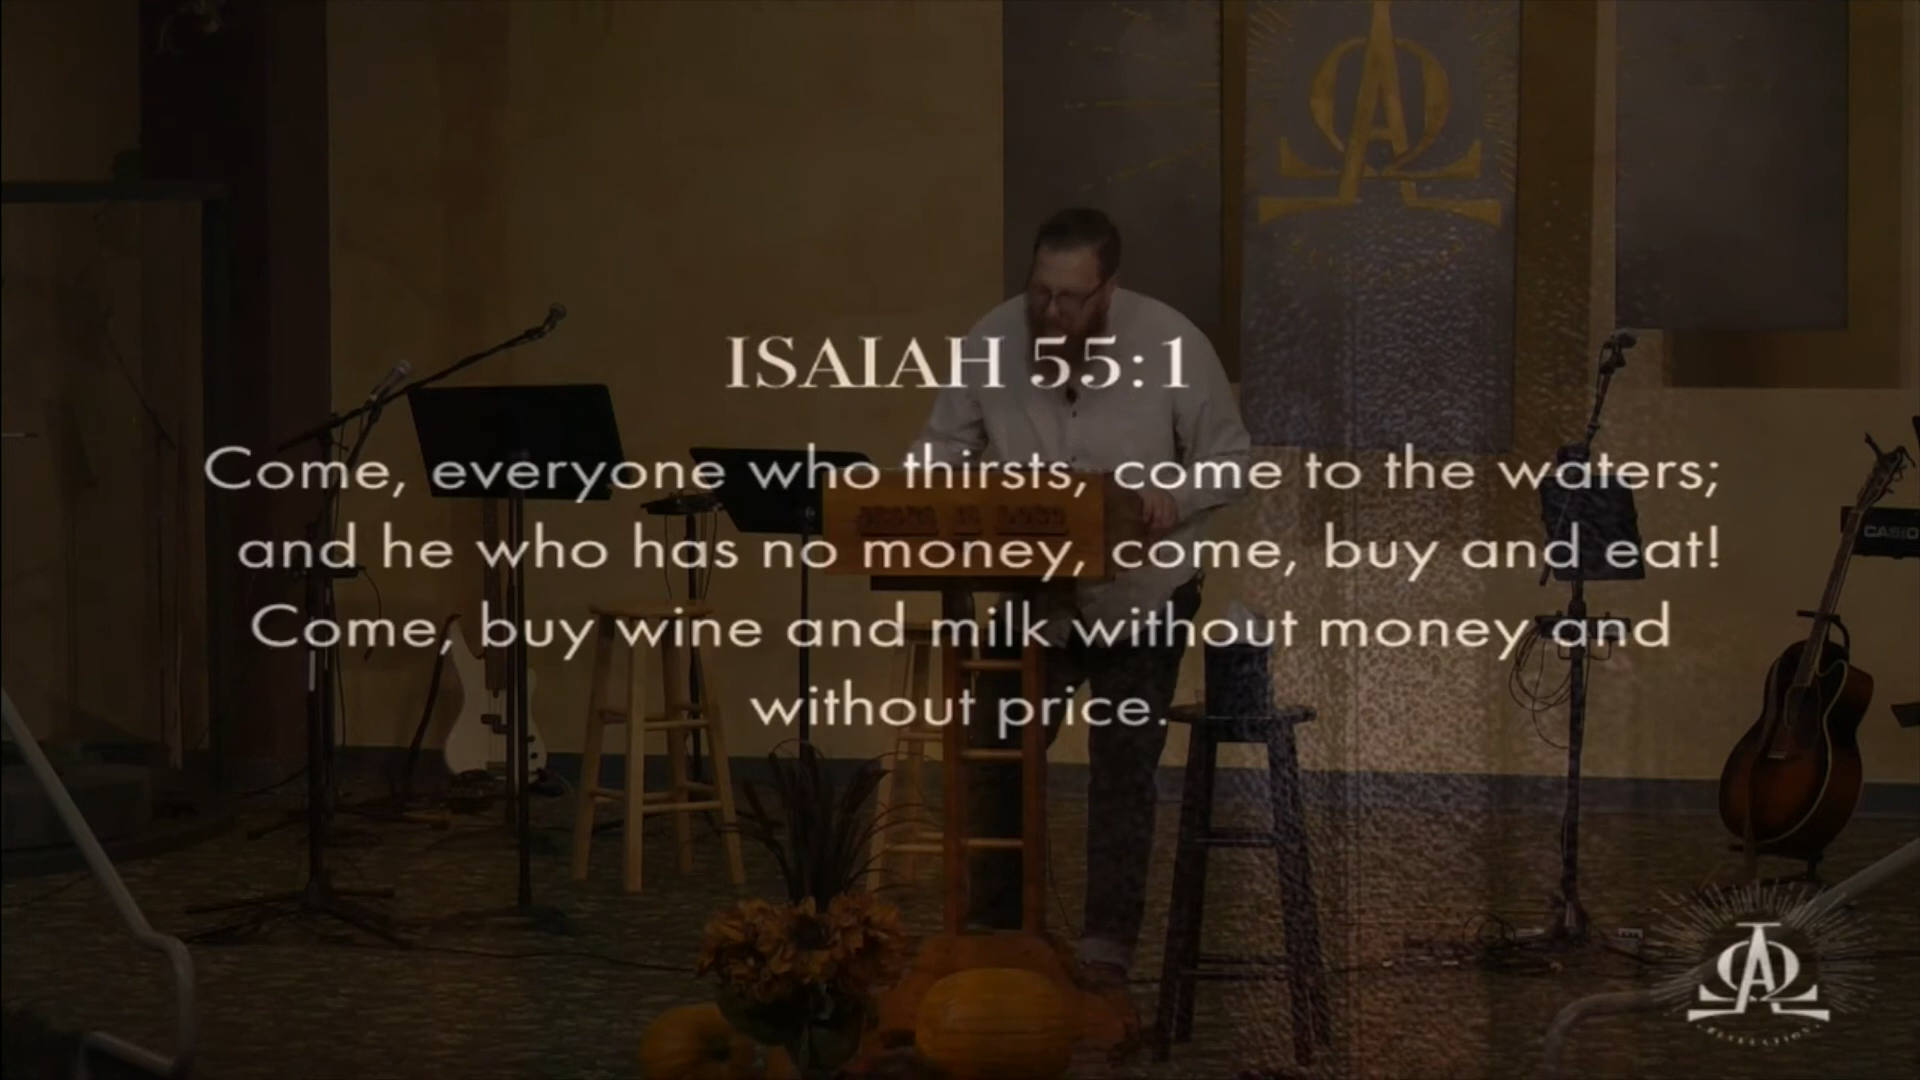 ISAIAH 55:1
Come, everyone who thirsts, come to the waters;
and he who has no money, come, buy and eat!
Come, buy wine and milk without money and
without price.
CASIO
REVELATION